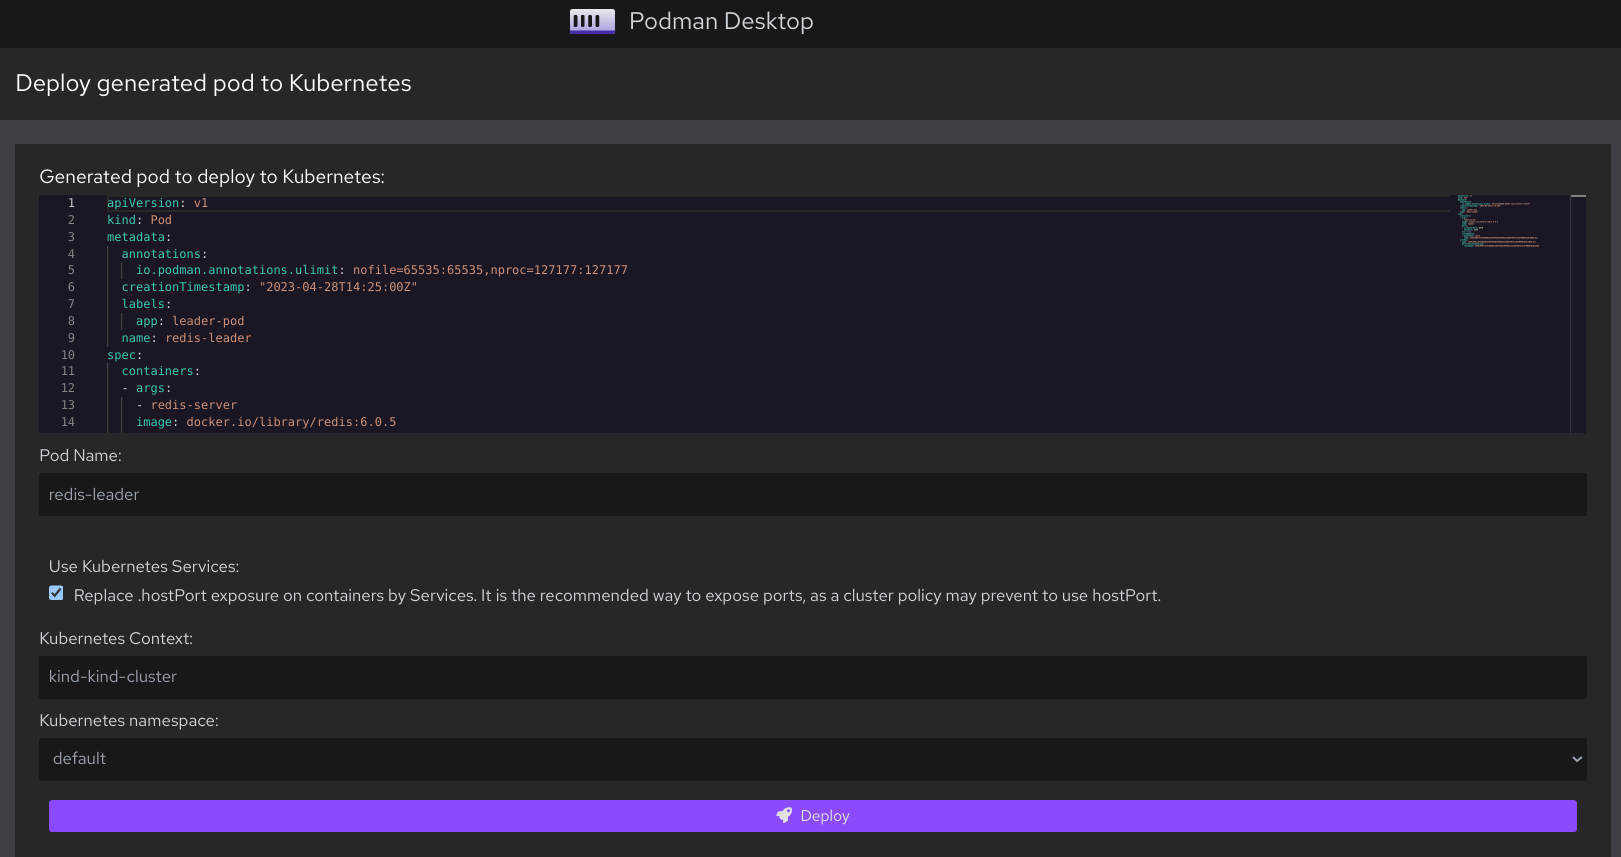 Podman Desktop
Deploy generated pod to Kubernetes
Generated pod to deploy to Kubernetes:
1 apiVersion: v1
2 kind: Pod
3 metadata:
4 annotations:
5 io.podman.annotations.ulimit: nofile=65535:65535,nproc=127177:127177
6 creationTimestamp: "2023-04-28T14:25:00Z"
7 labels:
8 app: leader-pod
9 name: redis-leader
10 spec:
11 containers:
12 - args:
13 - redis-server
14 image: docker.io/library/redis:6.0.5
Pod Name:
redis-leader
Use Kubernetes Services:
Replace .hostPort exposure on containers by Services. It is the recommended way to expose ports, as a cluster policy may prevent to use hostPort.
Kubernetes Context:
kind-kind-cluster
Kubernetes namespace:
default
Deploy